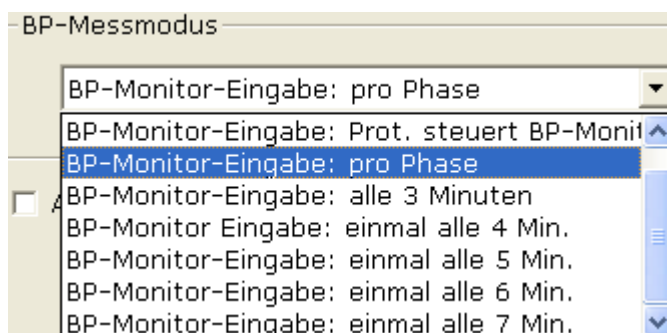 BP-Messmodus
BP-Monitor-Eingabe: pro Phase
BP-Monitor-Eingabe: Prot. steuert BP-Monit
BP-Monitor-Eingabe: pro Phase
BP-Monitor-Eingabe: alle 3 Minuten
BP-Monitor Eingabe: einmal alle 4 Min.
BP-Monitor-Eingabe: einmal alle 5 Min.
BP-Monitor-Eingabe: einmal alle 6 Min.
BP-Monitor-Eingabe: einmal alle 7 Min.